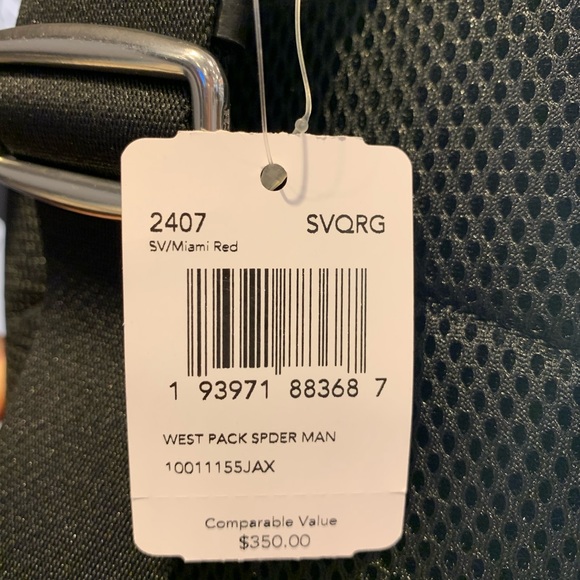 2407 SVQRG
SV/Miami Red
1 93971 88368 7
WEST PACK SPDER MAN
10011155JAX
Comparable Value
$350.00